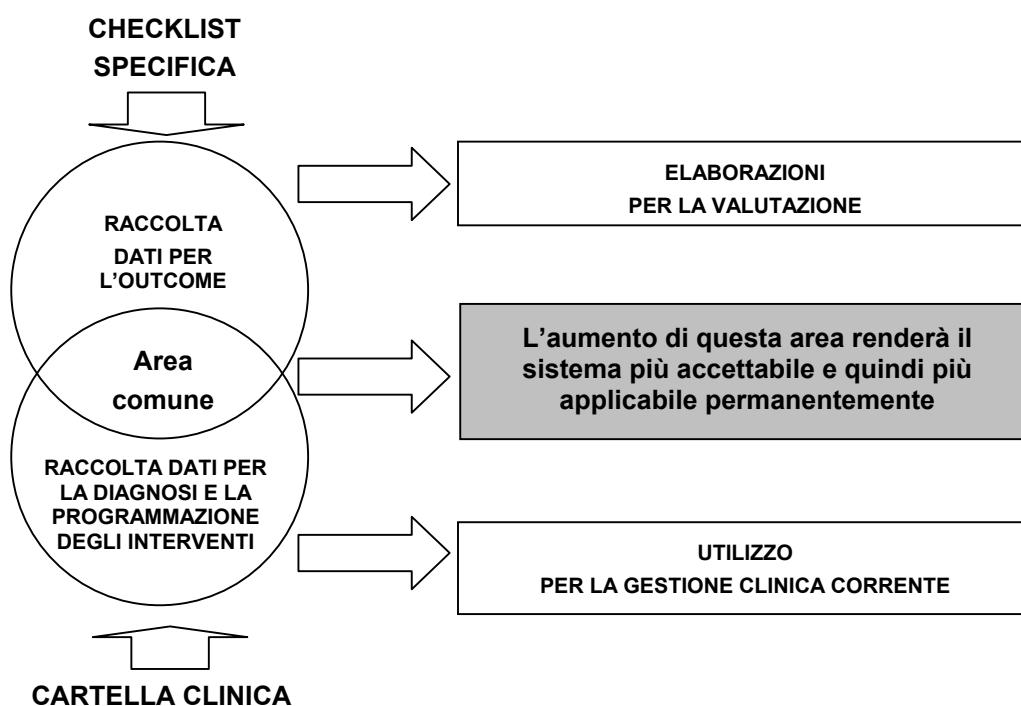 CHECKLIST
SPECIFICA
RACCOLTA
DATI PER
L’OUTCOME
ELABORAZIONI
PER LA VALUTAZIONE
Area
comune
L’aumento di questa area renderà il
sistema più accettabile e quindi più
applicabile permanentemente
RACCOLTA DATI PER
LA DIAGNOSI E LA
PROGRAMMAZIONE
DEGLI INTERVENTI
UTILIZZO
PER LA GESTIONE CLINICA CORRENTE
CARTELLA CLINICA